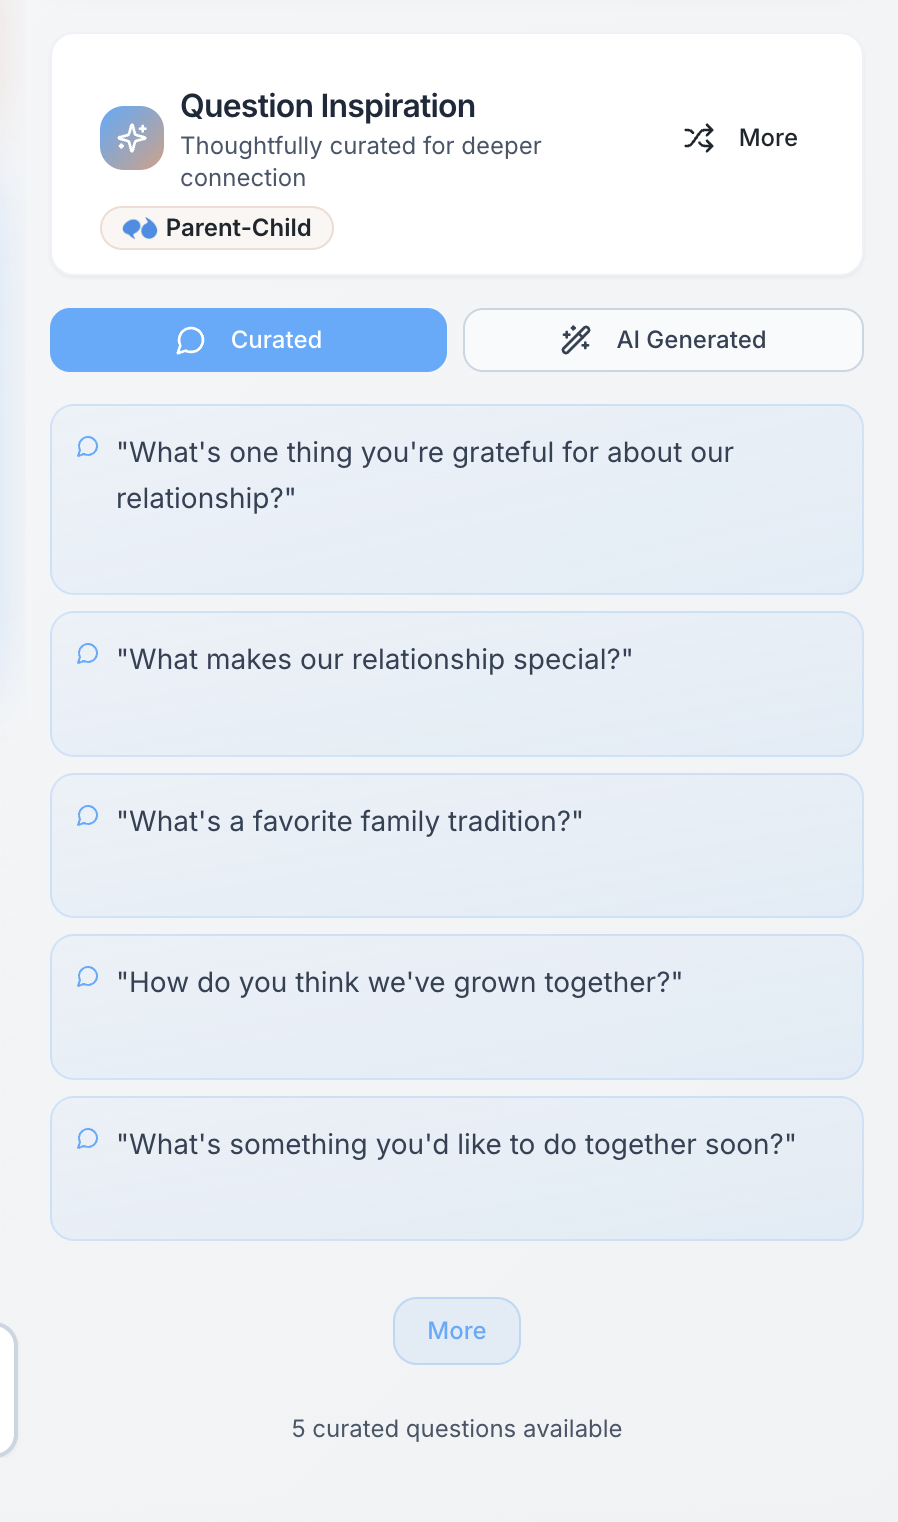 Question Inspiration
Thoughtfully curated for deeper
connection
More
Parent-Child
Curated
AI Generated
"What's one thing you're grateful for about our
relationship?"
"What makes our relationship special?"
"What's a favorite family tradition?"
"How do you think we've grown together?"
"What's something you'd like to do together soon?"
More
5 curated questions available